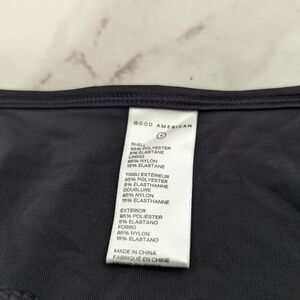 GOOD AMERICAN
SHELL
95% POLYESTER
5% ELASTANE
LINING
85% NYLON
15% ELASTANE
TISSU EXTÉRIEUR
95% POLYESTER
5% ÉLASTHANNE
DOUBLURE
85% NYLON
15% ÉLASTHANNE
EXTERIOR
95% POLIÉSTER
5% ELASTANO
FORRO
85% NYLON
15% ELASTANO
MADE IN CHINA
FABRIQUÉ EN CHINE